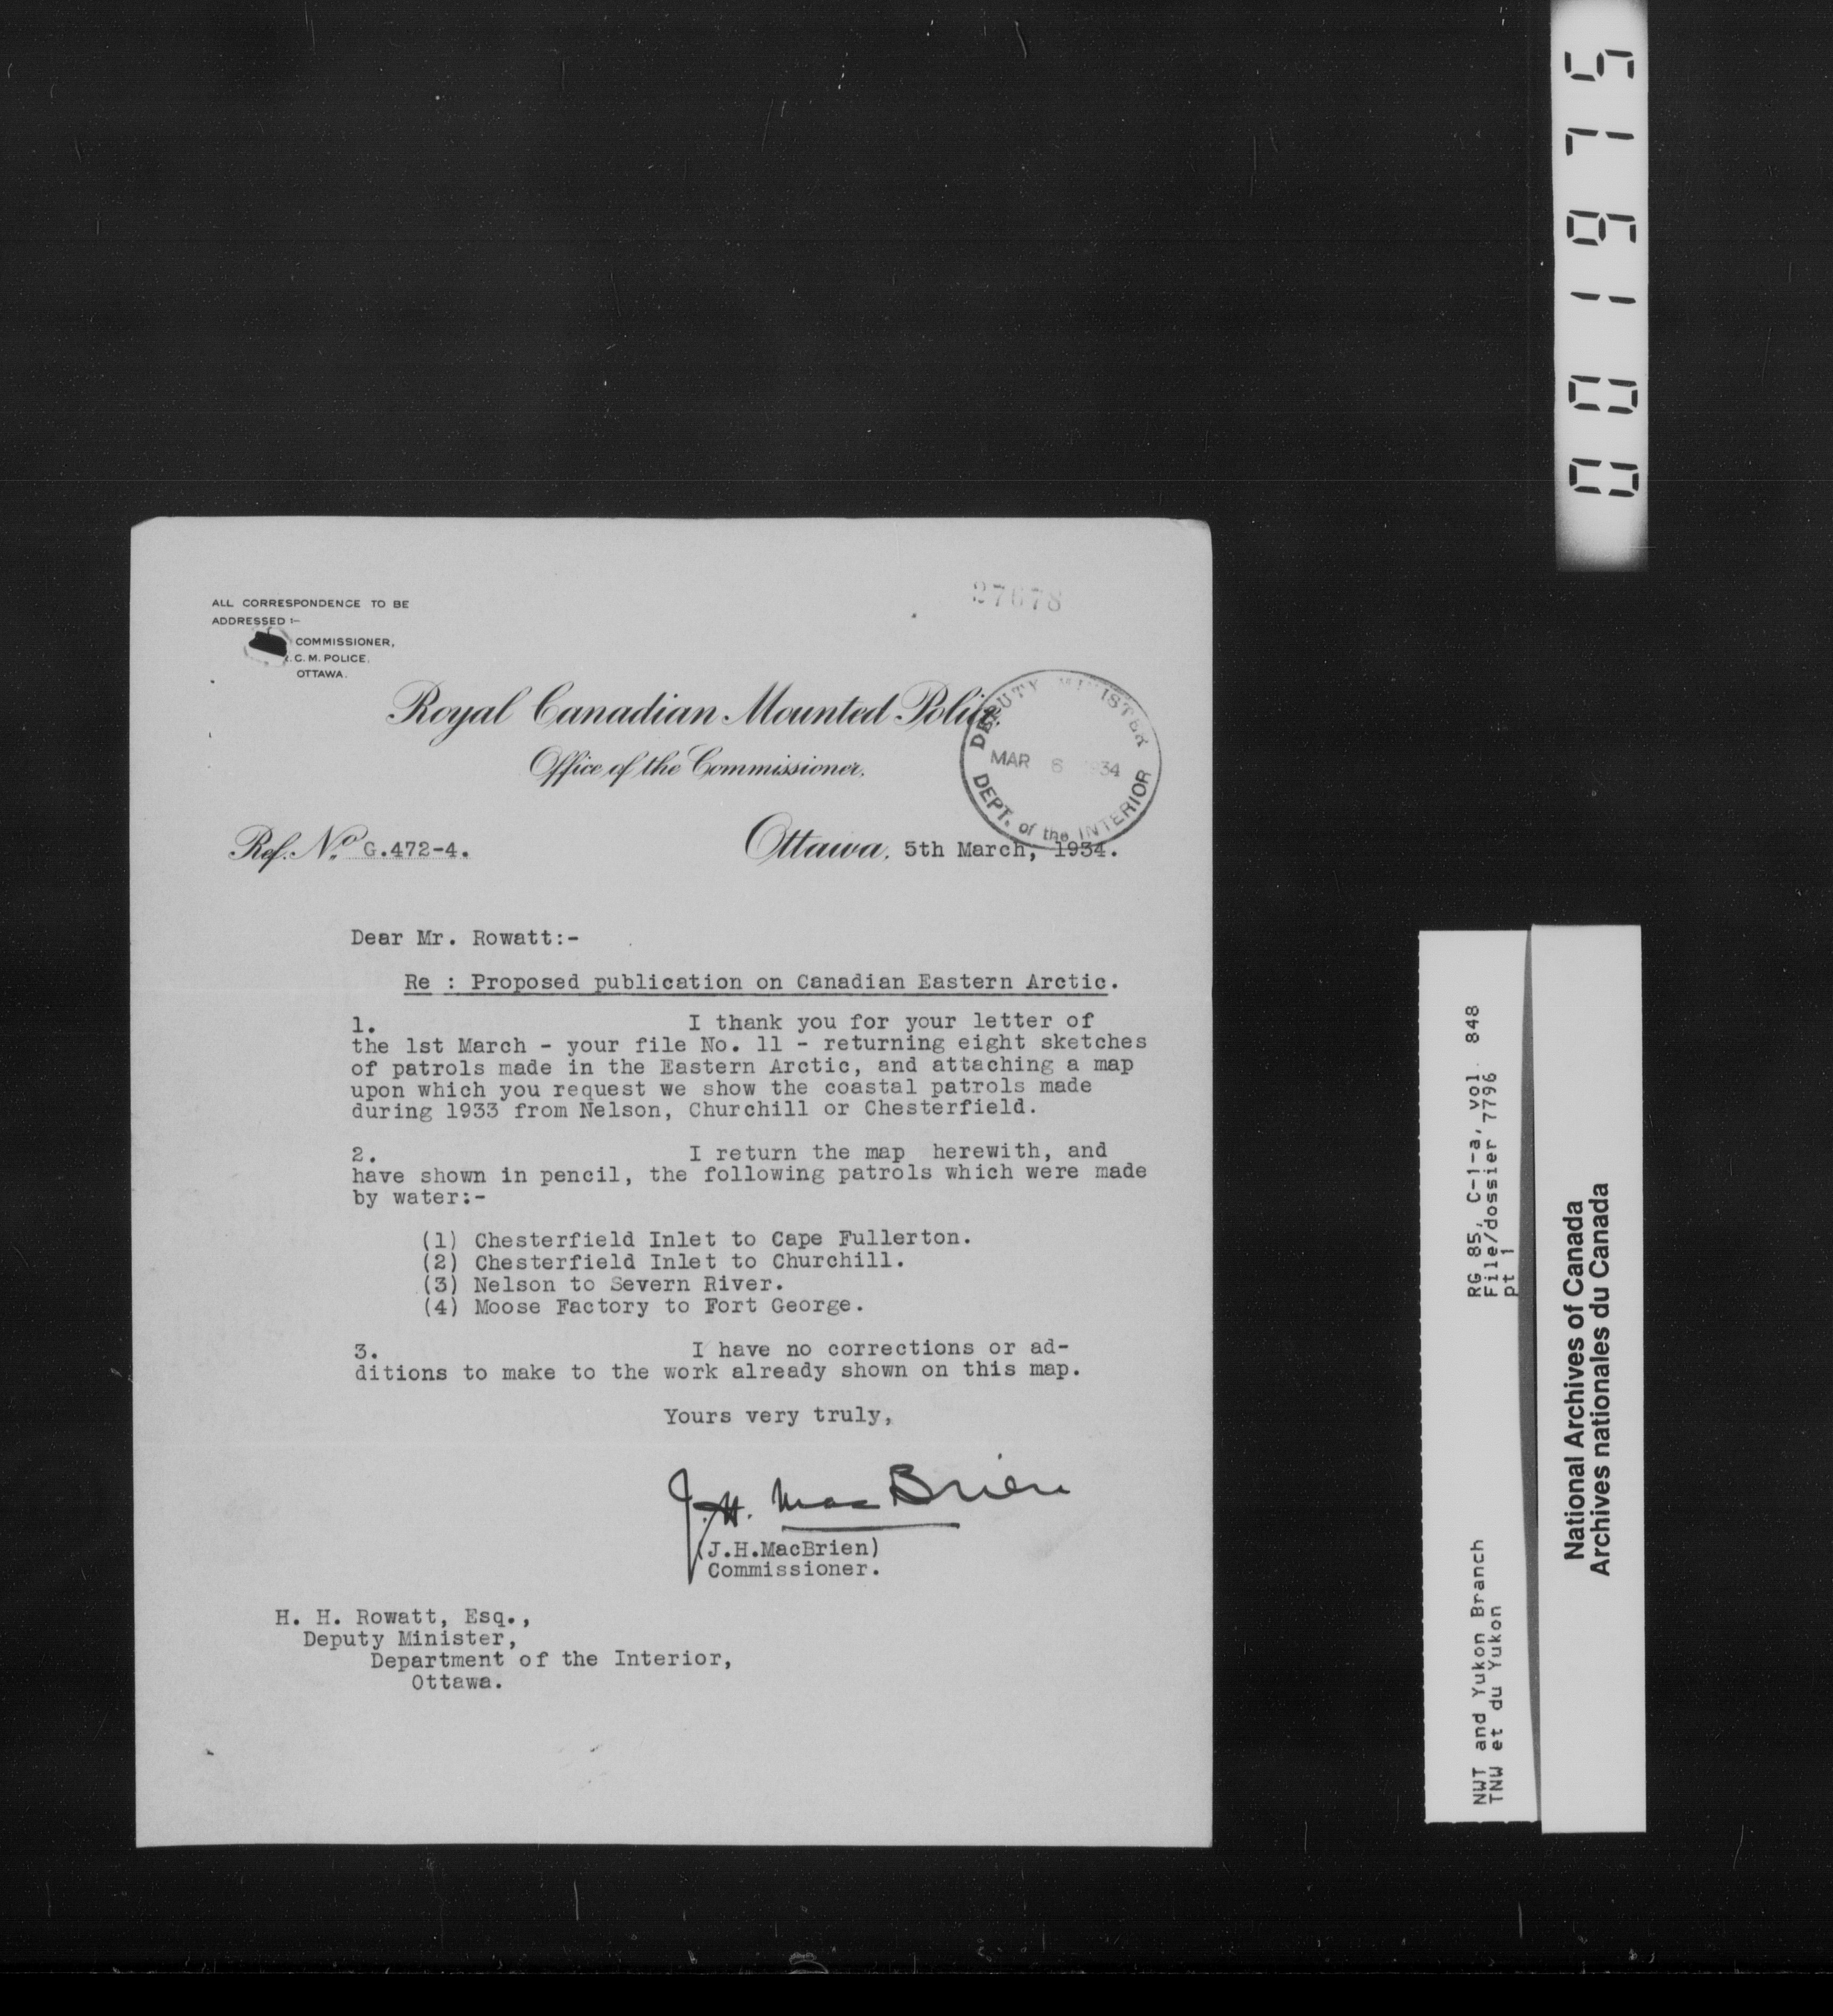 ALL CORRESPONDENCE TO BE
ADDRESSED :-
COMMISSIONER,
.C. M. POLICE,
OTTAWA.
27678
Royal Canadian Mounted Police.
Office of the Commissioner.
DEPUTY MINISTER
MAR 6 1934
DEPT. of the INTERIOR
Ref. No. G.472-4.
Ottawa, 5th March, 1934.
Dear Mr. Rowatt:-
Re : Proposed publication on Canadian Eastern Arctic.
1. I thank you for your letter of
the 1st March - your file No. 11 - returning eight sketches
of patrols made in the Eastern Arctic, and attaching a map
upon which you request we show the coastal patrols made
during 1933 from Nelson, Churchill or Chesterfield.
2. I return the map herewith, and
have shown in pencil, the following patrols which were made
by water:-
(1) Chesterfield Inlet to Cape Fullerton.
(2) Chesterfield Inlet to Churchill.
(3) Nelson to Severn River.
(4) Moose Factory to Fort George.
3. I have no corrections or ad-
ditions to make to the work already shown on this map.
Yours very truly,
J.H. MacBrien
(J.H.MacBrien)
Commissioner.
H. H. Rowatt, Esq.,
Deputy Minister,
Department of the Interior,
Ottawa.
NWT and Yukon Branch
TNW et du Yukon
RG 85, C-1-a, vol. 848
File/dossier 7796
pt 1
National Archives of Canada
Archives nationales du Canada